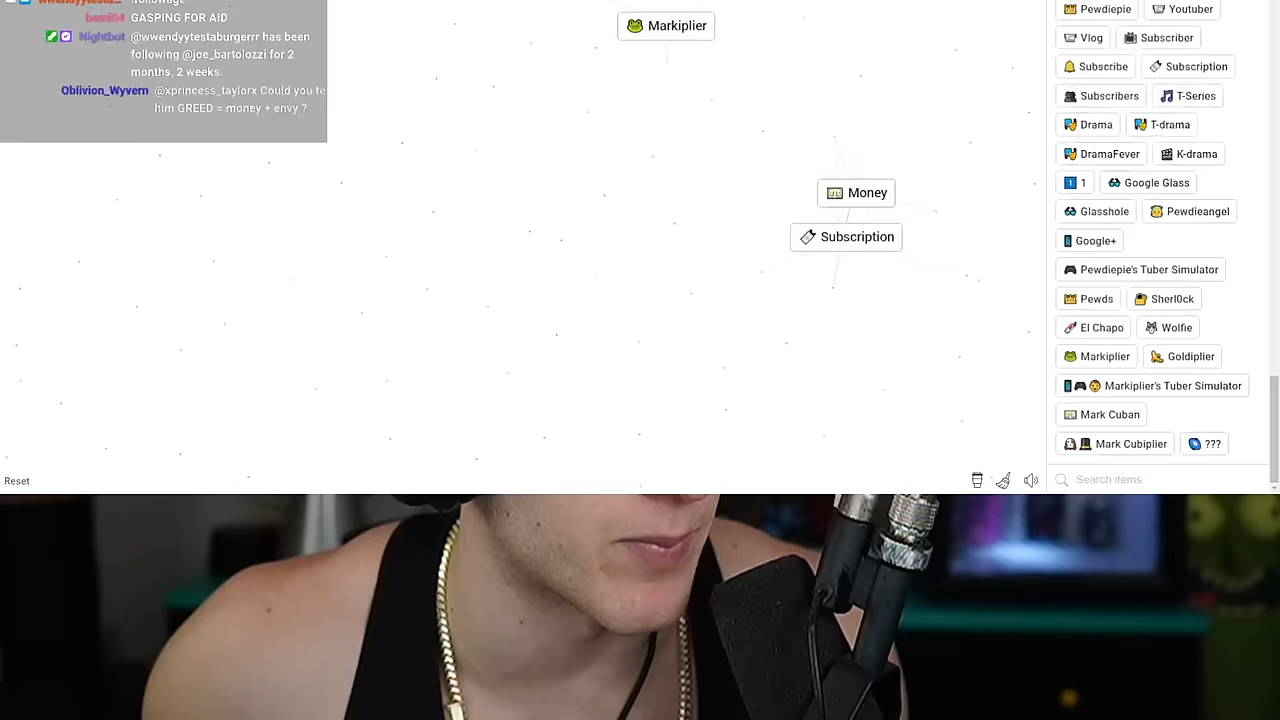 !followage
wwendyytesta...
bemi04 GASPING FOR AID
Nightbot @wwendyytestaburgerrr has been
following @joe_bartolozzi for 2
months, 2 weeks.
Oblivion_Wyvern @xprincess_taylorx Could you te
him GREED = money + envy ?
Markiplier
Money
Subscription
Reset
Pewdiepie Youtuber
Vlog Subscriber
Subscribe Subscription
Subscribers T-Series
Drama T-drama
DramaFever K-drama
1 Google Glass
Glasshole Pewdieangel
Google+
Pewdiepie's Tuber Simulator
Pewds Sherl0ck
El Chapo Wolfie
Markiplier Goldiplier
Markiplier's Tuber Simulator
Mark Cuban
Mark Cubiplier ???
Search items